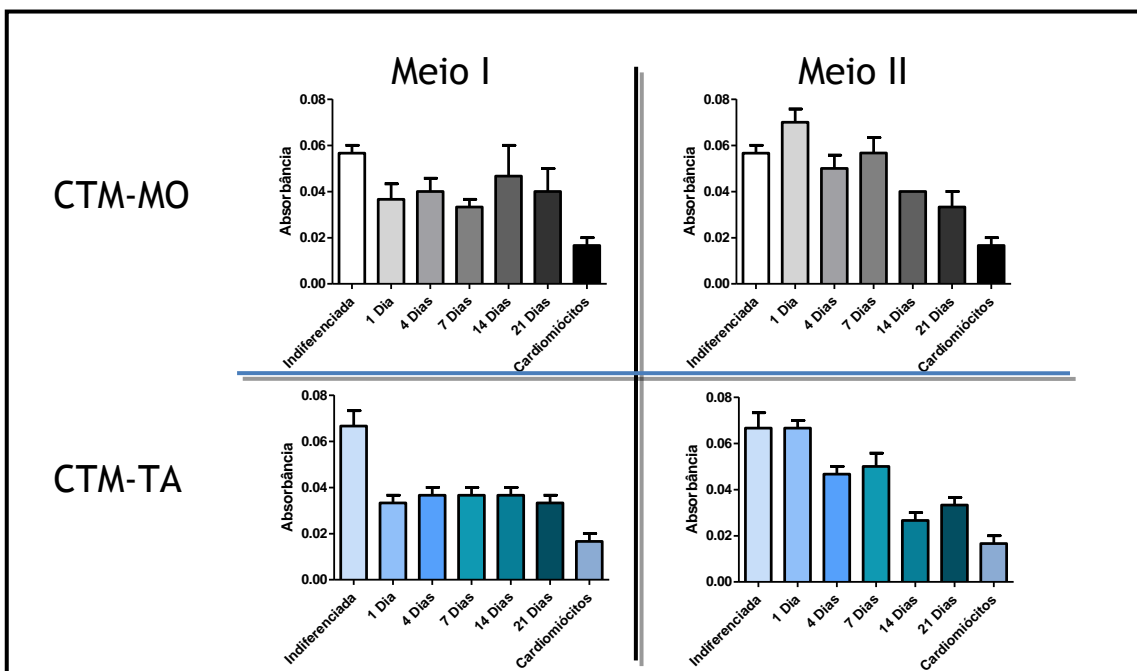 Meio I
Meio II
CTM-MO
Absorbância
0.08
0.06
0.04
0.02
0.00
Indiferenciada
1 Dia
4 Dias
7 Dias
14 Dias
21 Dias
Cardiomiócitos
Absorbância
0.08
0.06
0.04
0.02
0.00
Indiferenciada
1 Dia
4 Dias
7 Dias
14 Dias
21 Dias
Cardiomiócitos
CTM-TA
Absorbância
0.08
0.06
0.04
0.02
0.00
Indiferenciada
1 Dia
4 Dias
7 Dias
14 Dias
21 Dias
Cardiomiócitos
Absorbância
0.08
0.06
0.04
0.02
0.00
Indiferenciada
1 Dia
4 Dias
7 Dias
14 Dias
21 Dias
Cardiomiócitos